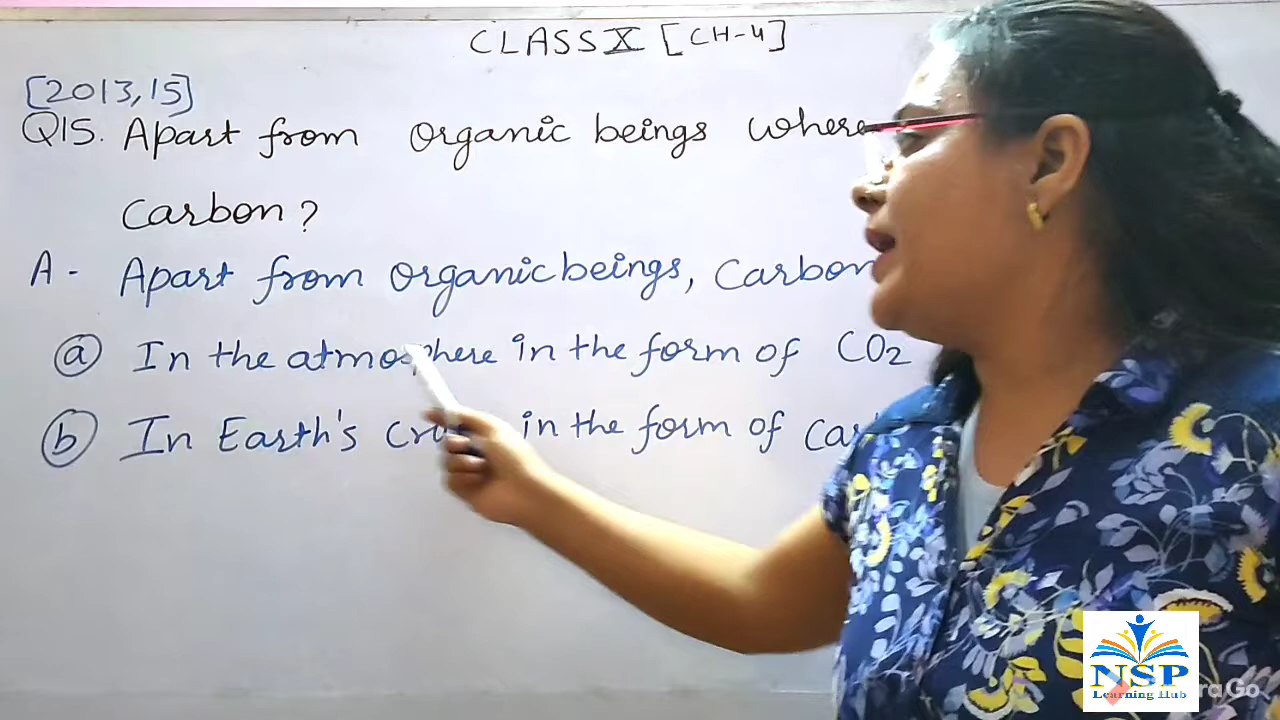 CLASS X [CH-4]
[2013,15]
Q15. Apart from Organic beings where
Carbon?
A - Apart from Organic beings, Carbon
(a) In the atmosphere in the form of CO2
(b) In Earth's in the form of
NSP
Learning Hub